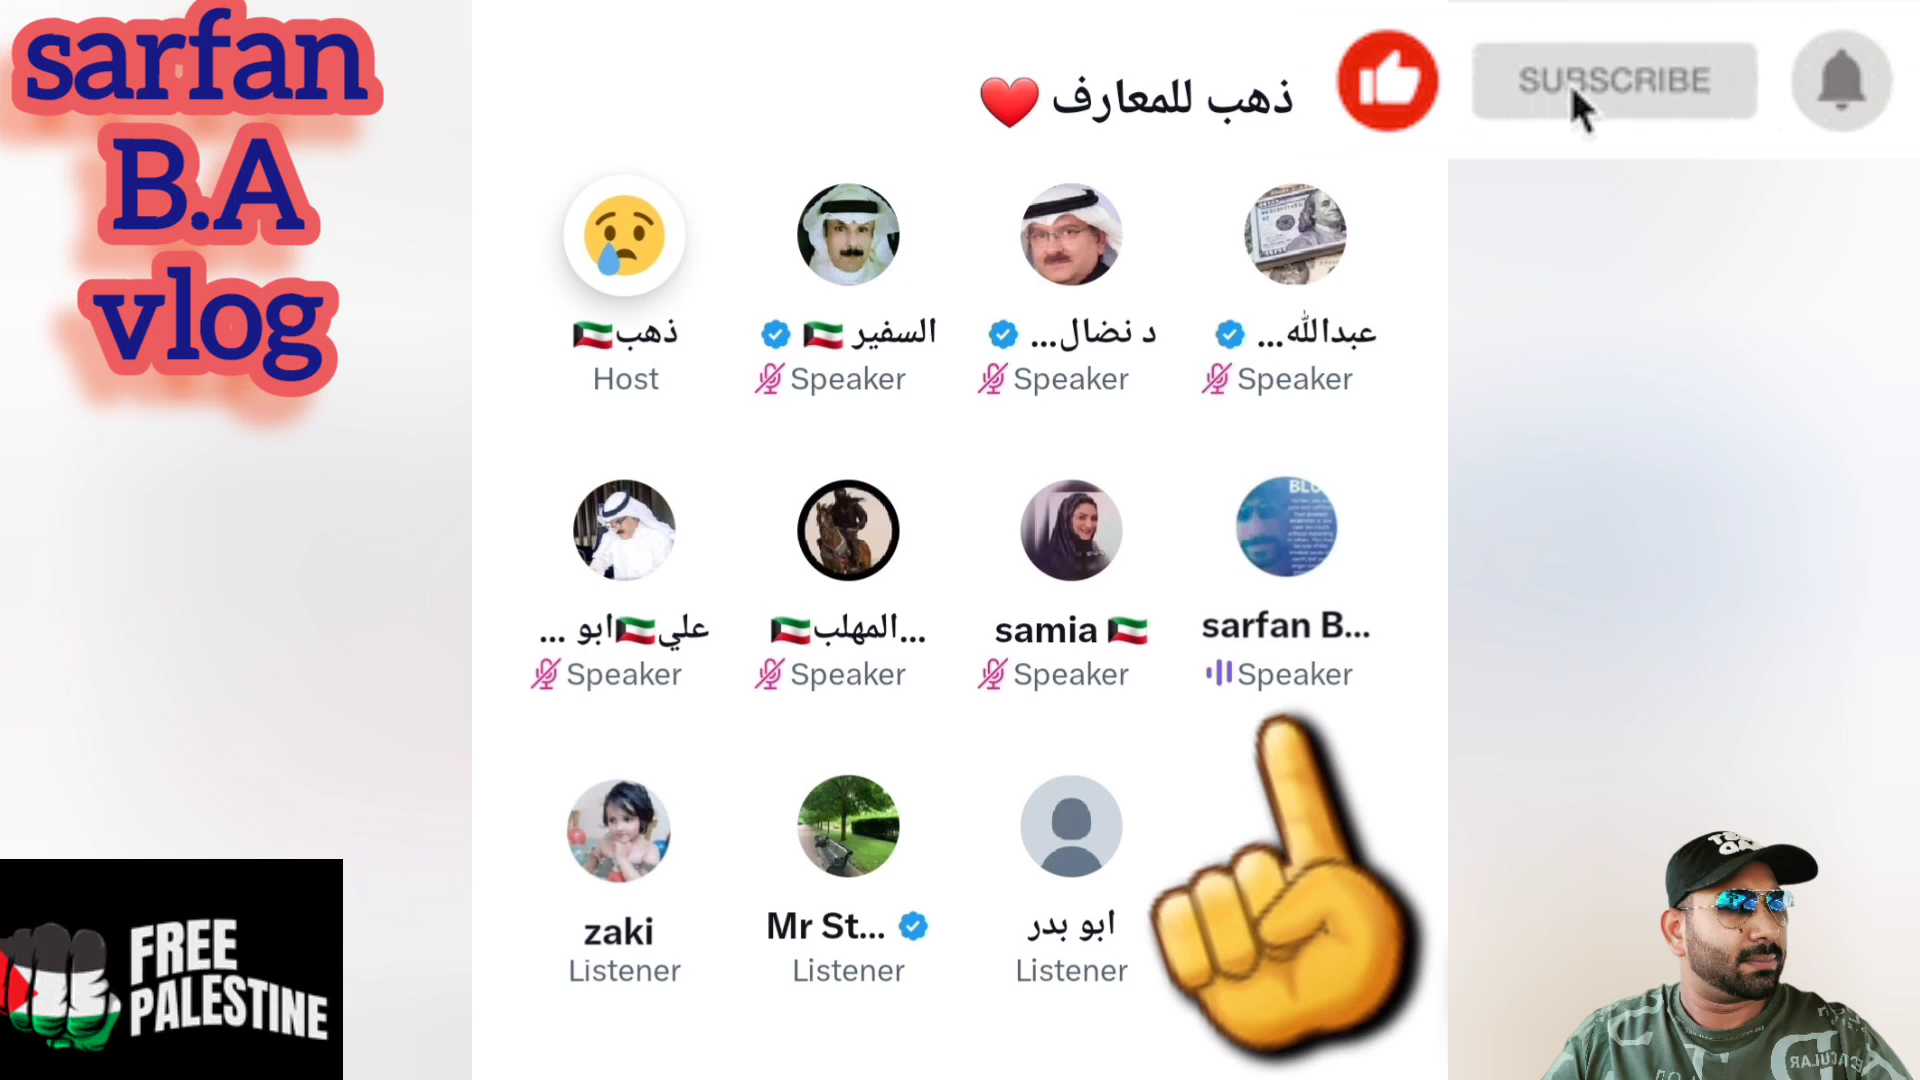 sarfan
B.A
vlog
ذهب للمعارف ❤️
SUBSCRIBE
ذهب🇰🇼
Host
السفير 🇰🇼
Speaker
د نضال...
Speaker
عبدالله...
Speaker
علي🇰🇼ابو ...
Speaker
المهلب🇰🇼...
Speaker
samia 🇰🇼
Speaker
sarfan B...
Speaker
zaki
Listener
Mr St...
Listener
ابو بدر
Listener
FREE
PALESTINE